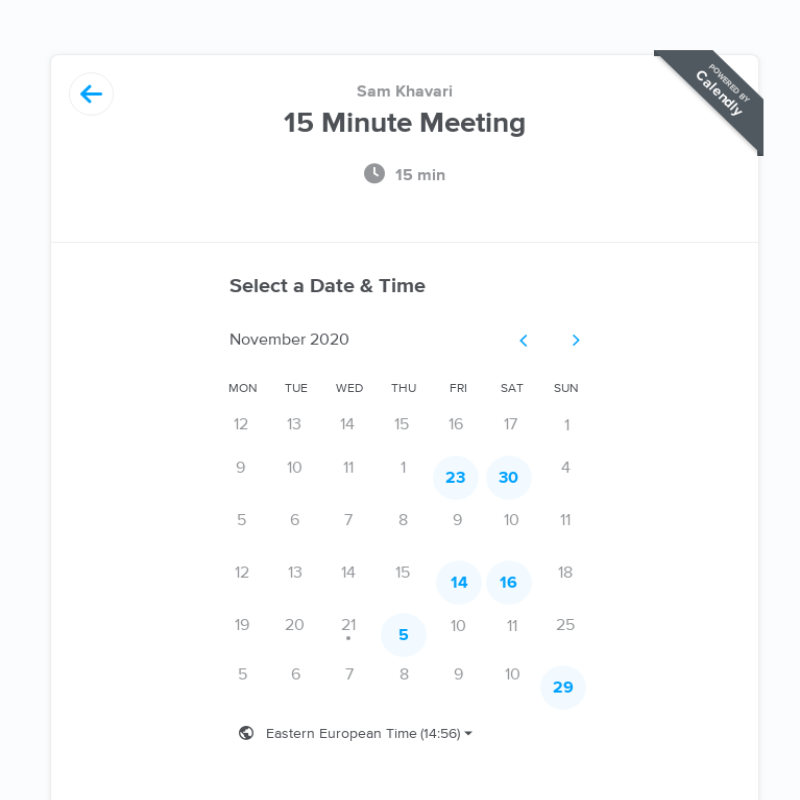 POWERED BY
Calendly
Sam Khavari
15 Minute Meeting
15 min
Select a Date & Time
November 2020
MON TUE WED THU FRI SAT SUN
12 13 14 15 16 17 1
9 10 11 1 23 30 4
5 6 7 8 9 10 11
12 13 14 15 14 16 18
19 20 21 5 10 11 25
5 6 7 8 9 10 29
Eastern European Time (14:56)